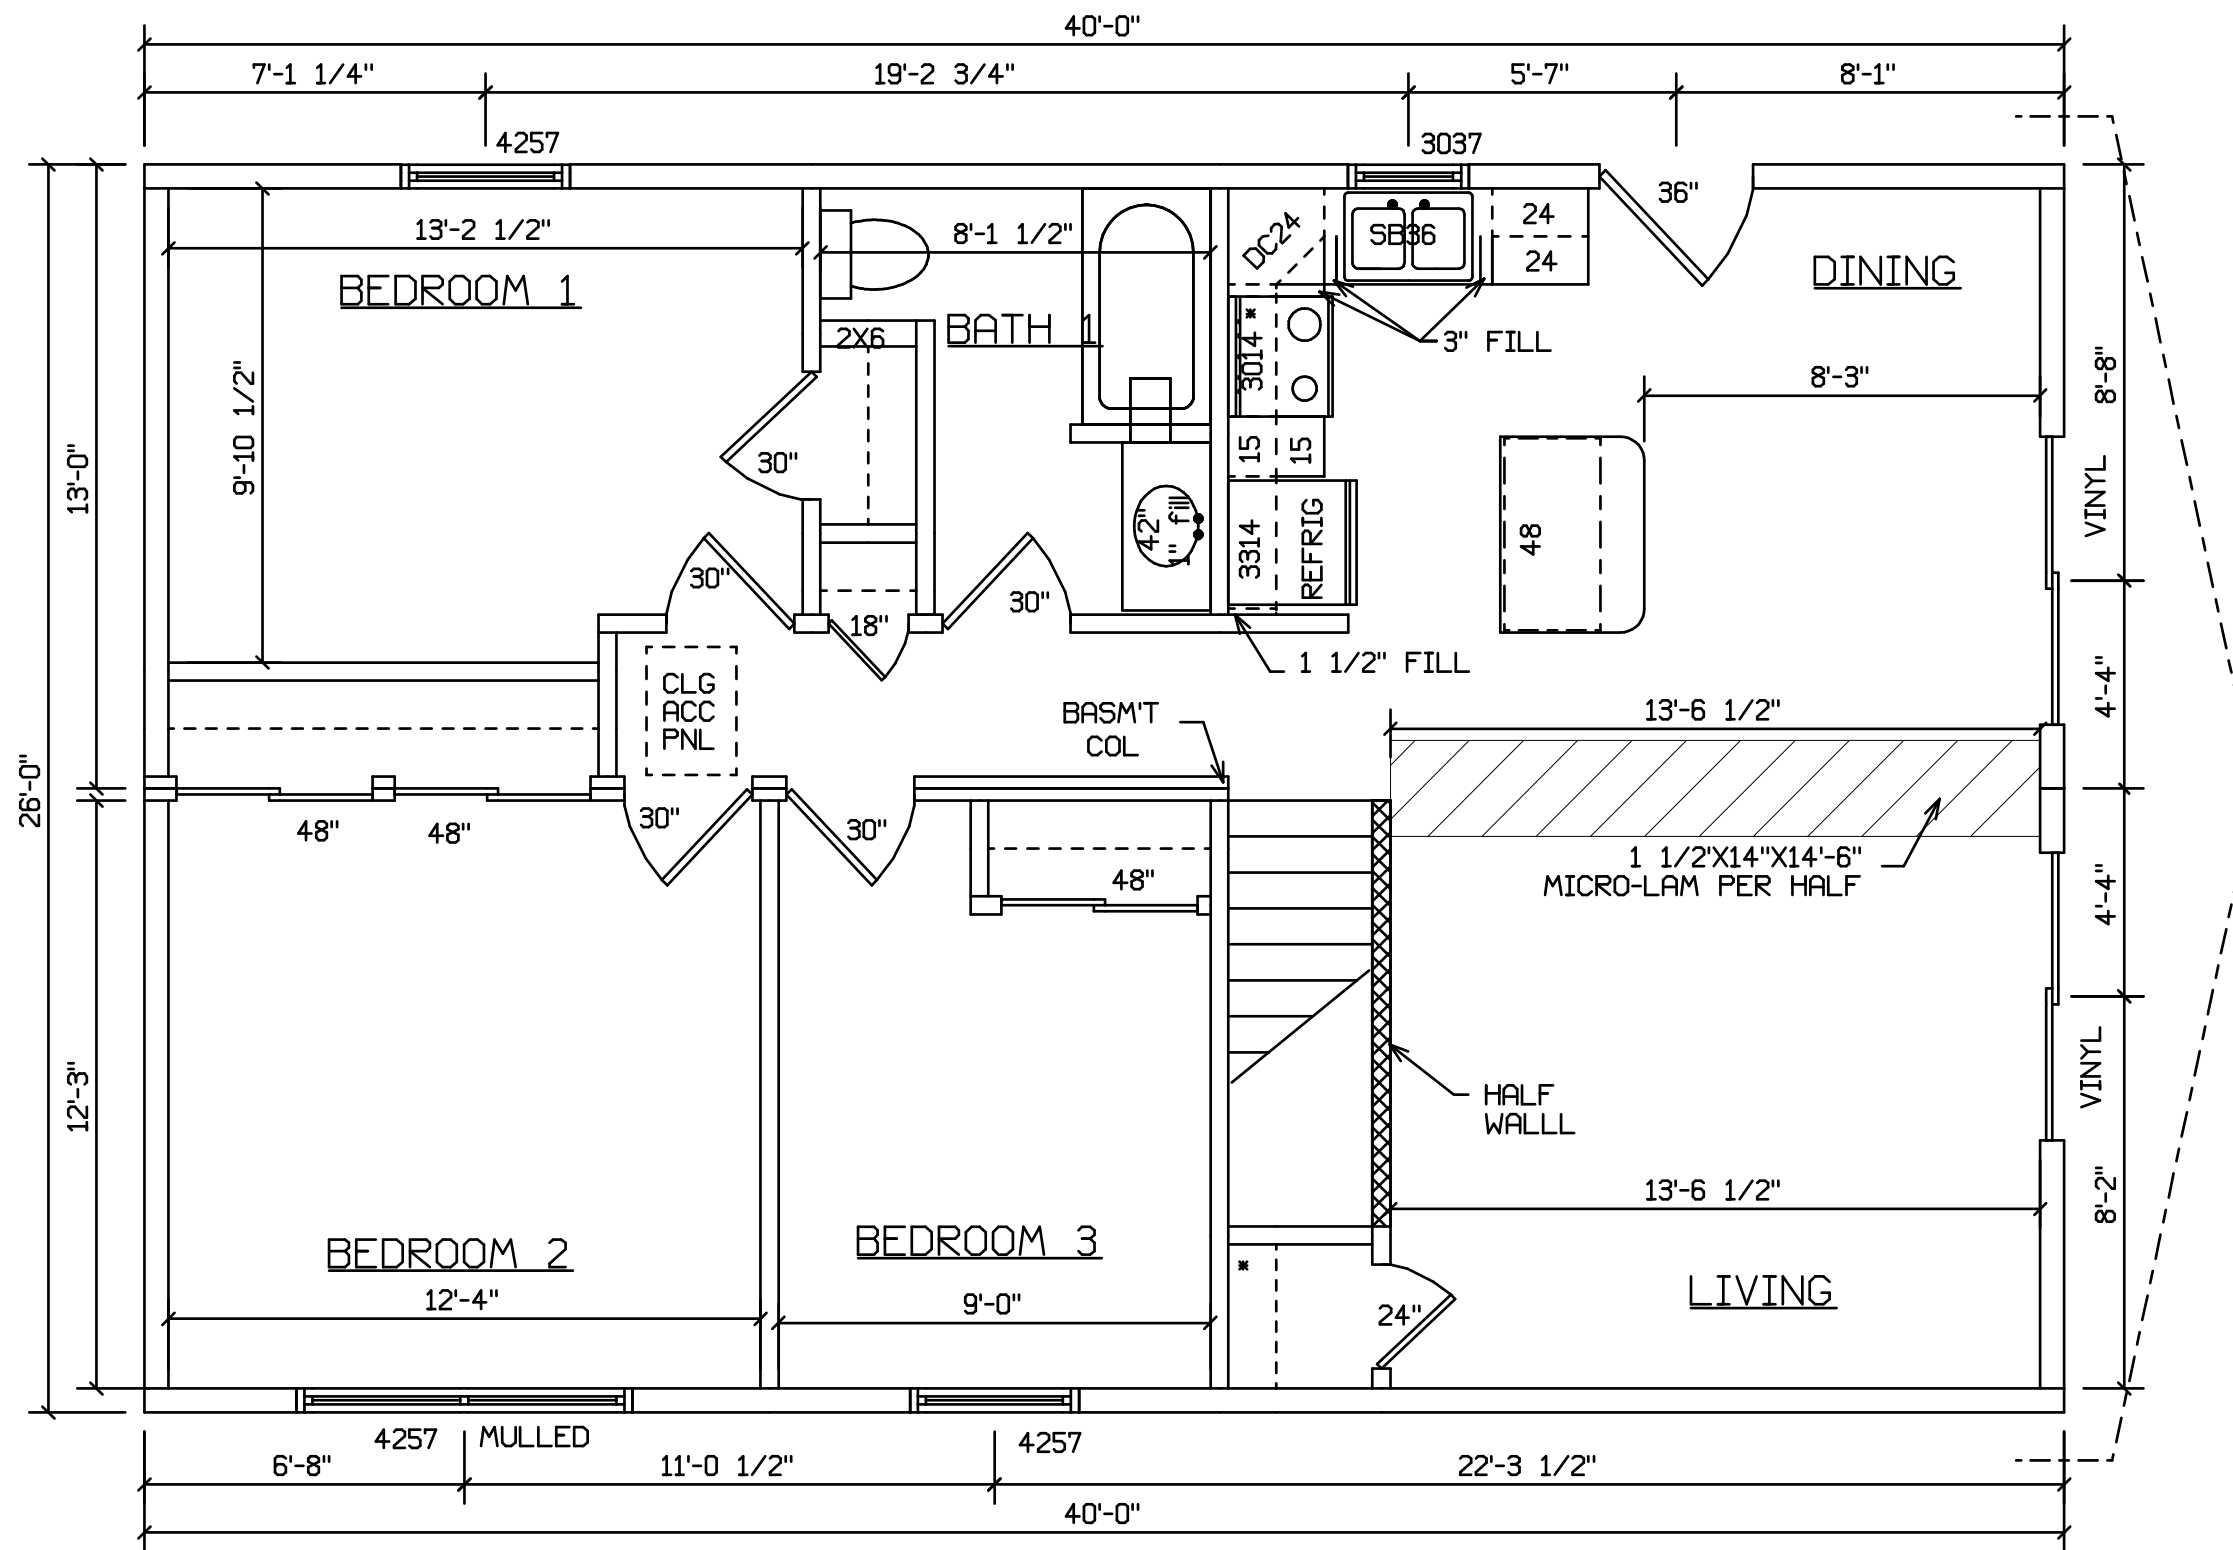 40'-0"
7'-1 1/4"
19'-2 3/4"
5'-7"
8'-1"
4257
3037
36"
24
24
SB36
DC24
13'-2 1/2"
8'-1 1/2"
BEDROOM 1
BATH 1
DINING
2X6
3" FILL
3014 *
8'-3"
8'-8"
9'-10 1/2"
13'-0"
30"
15
15
VINYL
42"
1" fill
3314
REFRIG
48
30"
30"
18"
1 1/2" FILL
CLG
ACC
PNL
BASM'T
COL
13'-6 1/2"
4'-4"
26'-0"
48"
48"
30"
30"
48"
1 1/2'X14"X14'-6"
MICRO-LAM PER HALF
4'-4"
12'-3"
VINYL
HALF
WALLL
13'-6 1/2"
8'-2"
BEDROOM 2
BEDROOM 3
LIVING
*
12'-4"
9'-0"
24"
4257 MULLED
4257
6'-8"
11'-0 1/2"
22'-3 1/2"
40'-0"